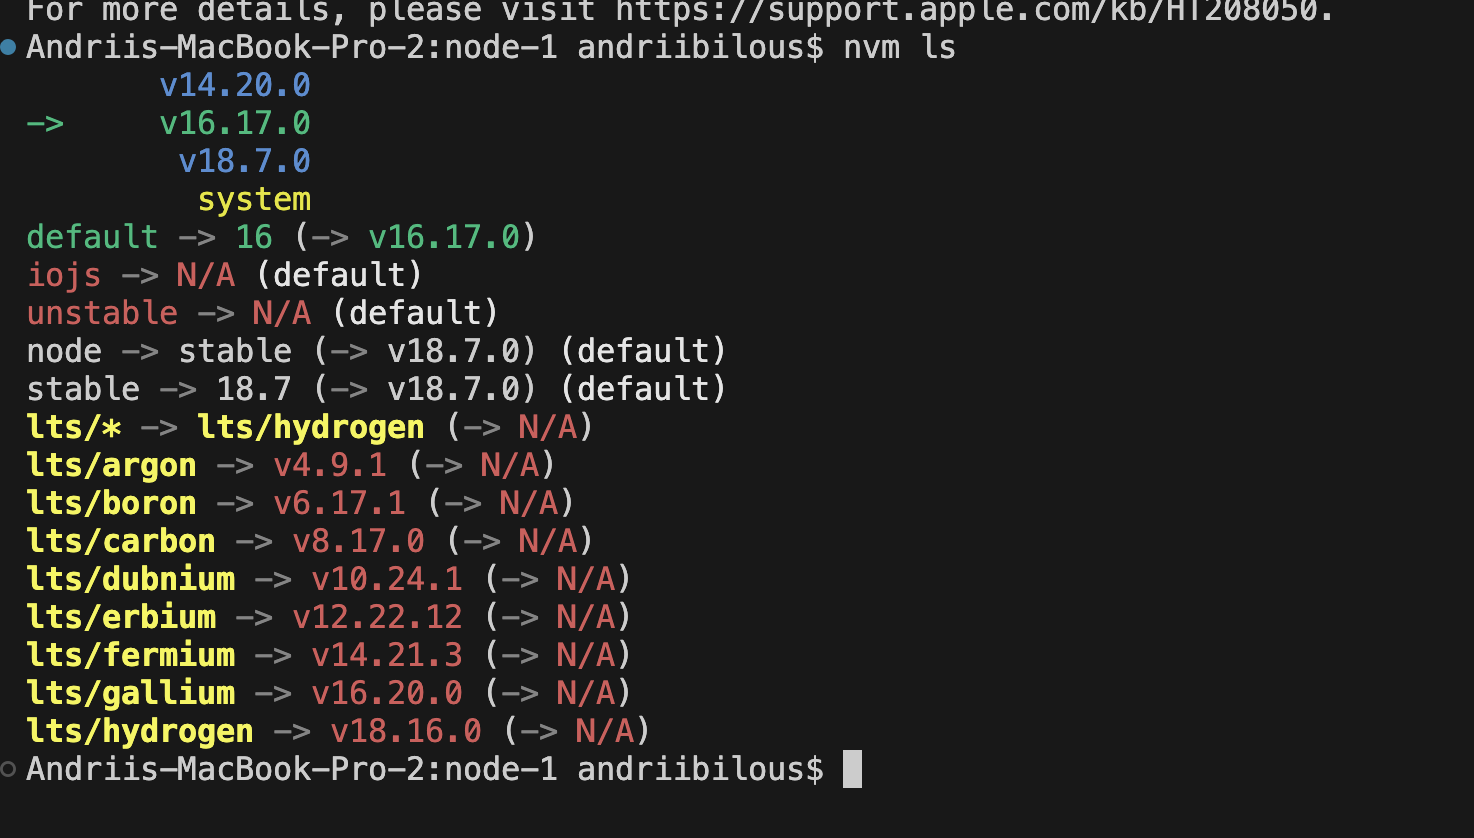 For more details, please visit https://support.apple.com/kb/HT208050.
Andriis-MacBook-Pro-2:node-1 andriibilous$ nvm ls
       v14.20.0
->     v16.17.0
        v18.7.0
         system
default -> 16 (-> v16.17.0)
iojs -> N/A (default)
unstable -> N/A (default)
node -> stable (-> v18.7.0) (default)
stable -> 18.7 (-> v18.7.0) (default)
lts/* -> lts/hydrogen (-> N/A)
lts/argon -> v4.9.1 (-> N/A)
lts/boron -> v6.17.1 (-> N/A)
lts/carbon -> v8.17.0 (-> N/A)
lts/dubnium -> v10.24.1 (-> N/A)
lts/erbium -> v12.22.12 (-> N/A)
lts/fermium -> v14.21.3 (-> N/A)
lts/gallium -> v16.20.0 (-> N/A)
lts/hydrogen -> v18.16.0 (-> N/A)
Andriis-MacBook-Pro-2:node-1 andriibilous$